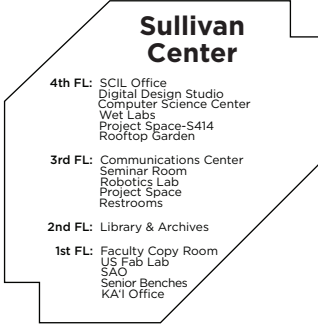 Sullivan
Center
4th FL: SCIL Office
Digital Design Studio
Computer Science Center
Wet Labs
Project Space-S414
Rooftop Garden
3rd FL: Communications Center
Seminar Room
Robotics Lab
Project Space
Restrooms
2nd FL: Library & Archives
1st FL: Faculty Copy Room
US Fab Lab
SAO
Senior Benches
KA'I Office